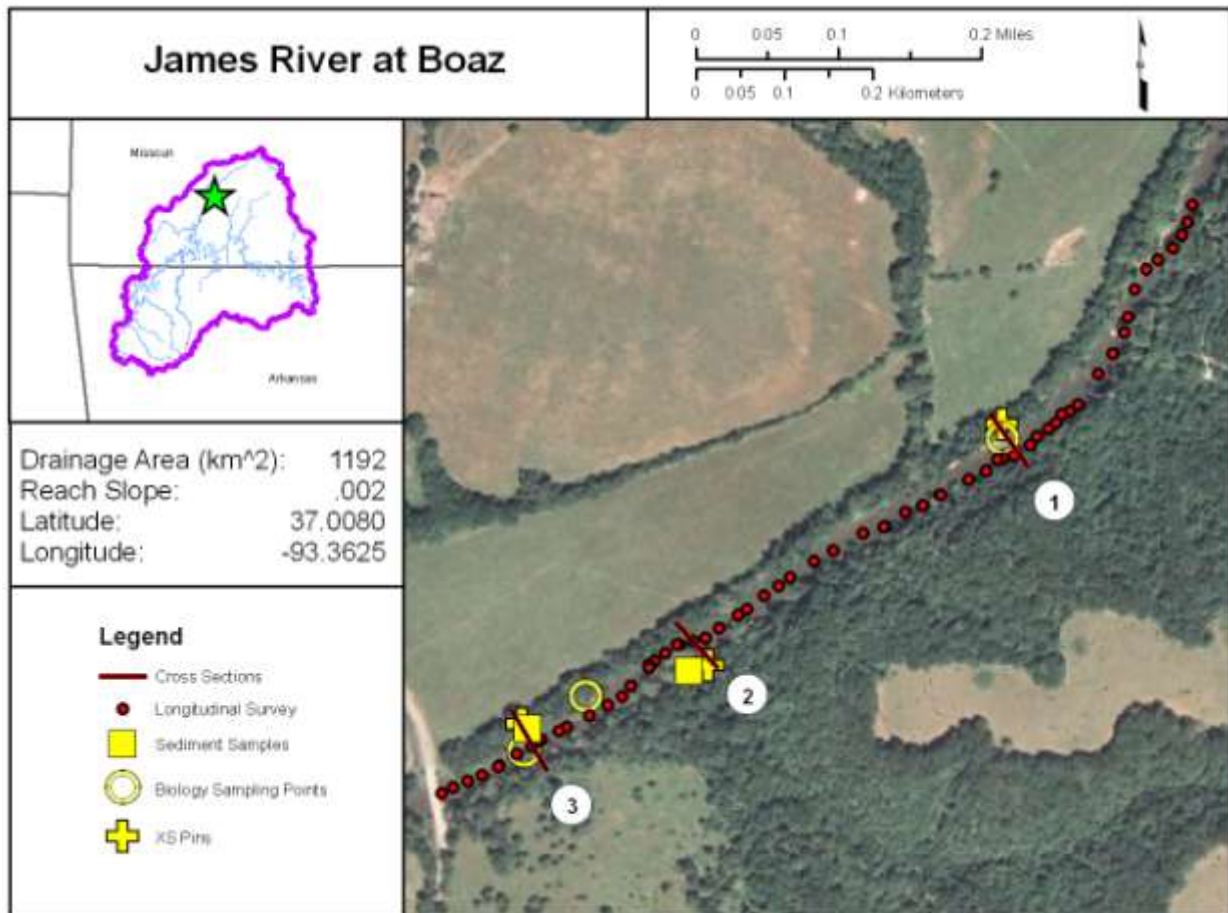 James River at Boaz
0 0.05 0.1 0.2 Miles
0 0.05 0.1 0.2 Kilometers
Missouri
Arkansas
Drainage Area (km^2): 1192
Reach Slope: .002
Latitude: 37.0080
Longitude: -93.3625
Legend
Cross Sections
Longitudinal Survey
Sediment Samples
Biology Sampling Points
XS Pins
1
2
3